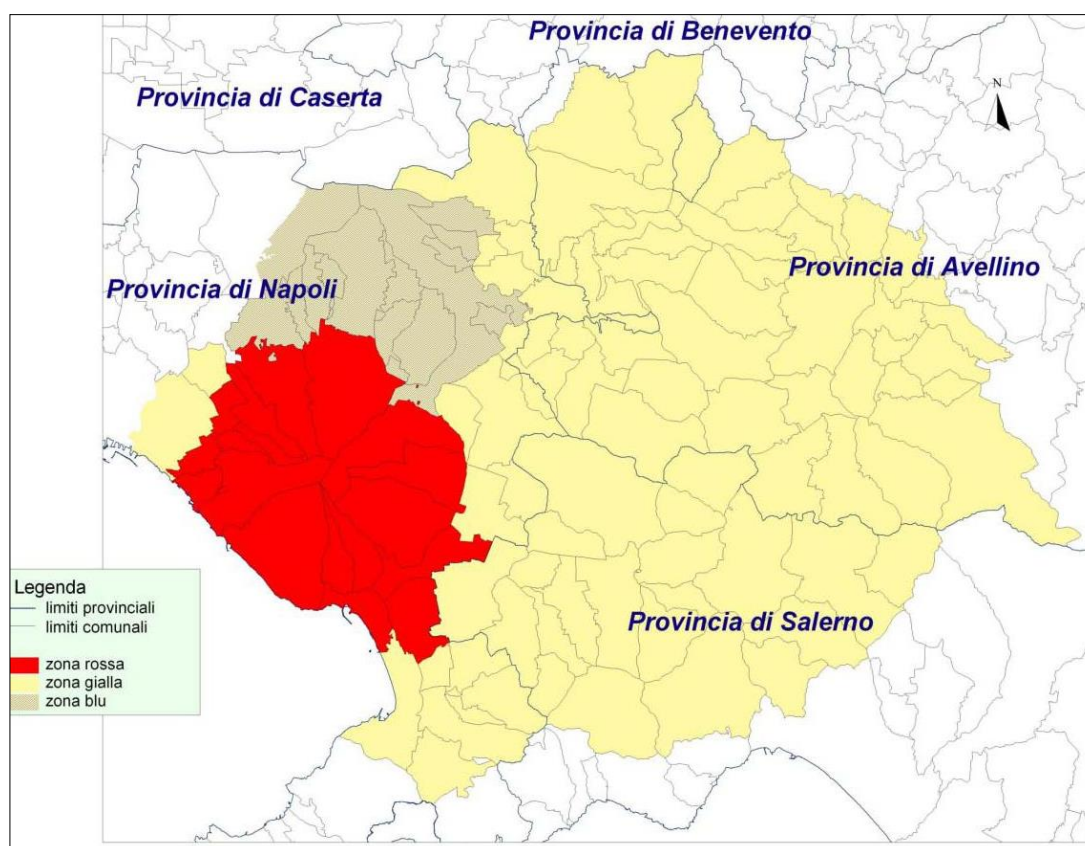 Provincia di Benevento
Provincia di Caserta
N
Provincia di Avellino
Provincia di Napoli
Legenda
limiti provinciali
limiti comunali
Provincia di Salerno
zona rossa
zona gialla
zona blu